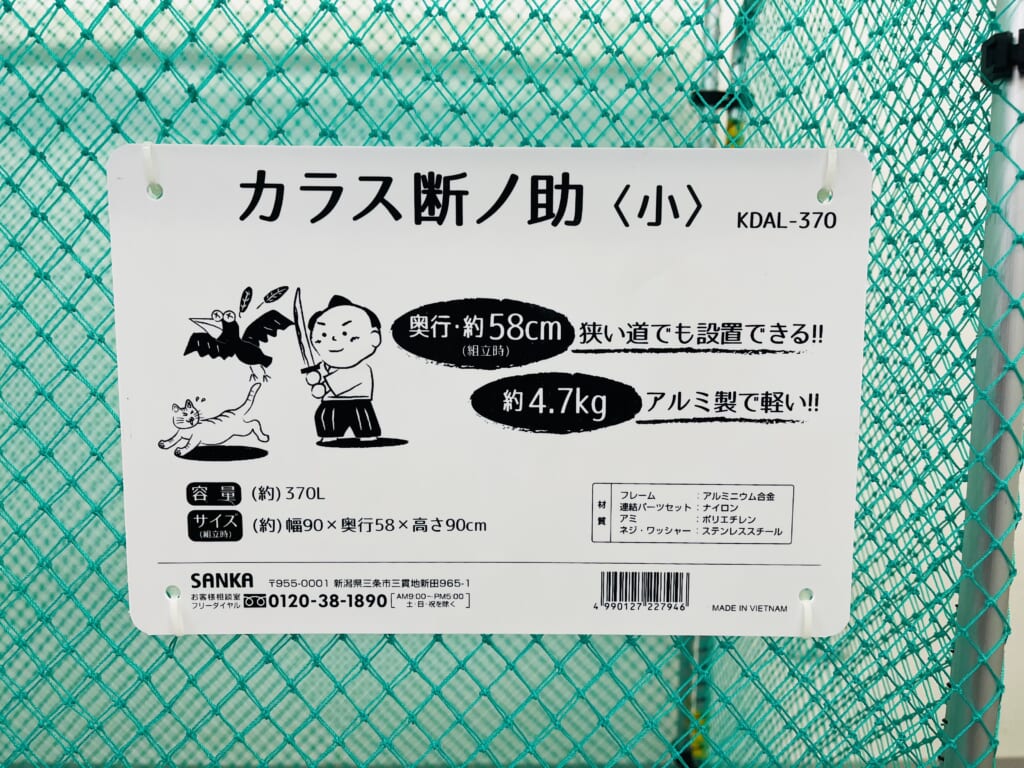 カラス断ノ助〈小〉 KDAL-370
奥行・約58cm
(組立時)
狭い道でも設置できる!!
約4.7kg
アルミ製で軽い!!
容量 (約)370L
サイズ (約)幅90×奥行58×高さ90cm
(組立時)
材質
フレーム :アルミニウム合金
連結パーツセット:ナイロン
アミ :ポリエチレン
ネジ・ワッシャー :ステンレススチール
SANKA 〒955-0001 新潟県三条市三貫地新田965-1
お客様相談室
フリーダイヤル 0120-38-1890 [AM9:00~PM5:00
土・日・祝を除く]
4 990127 227946
MADE IN VIETNAM